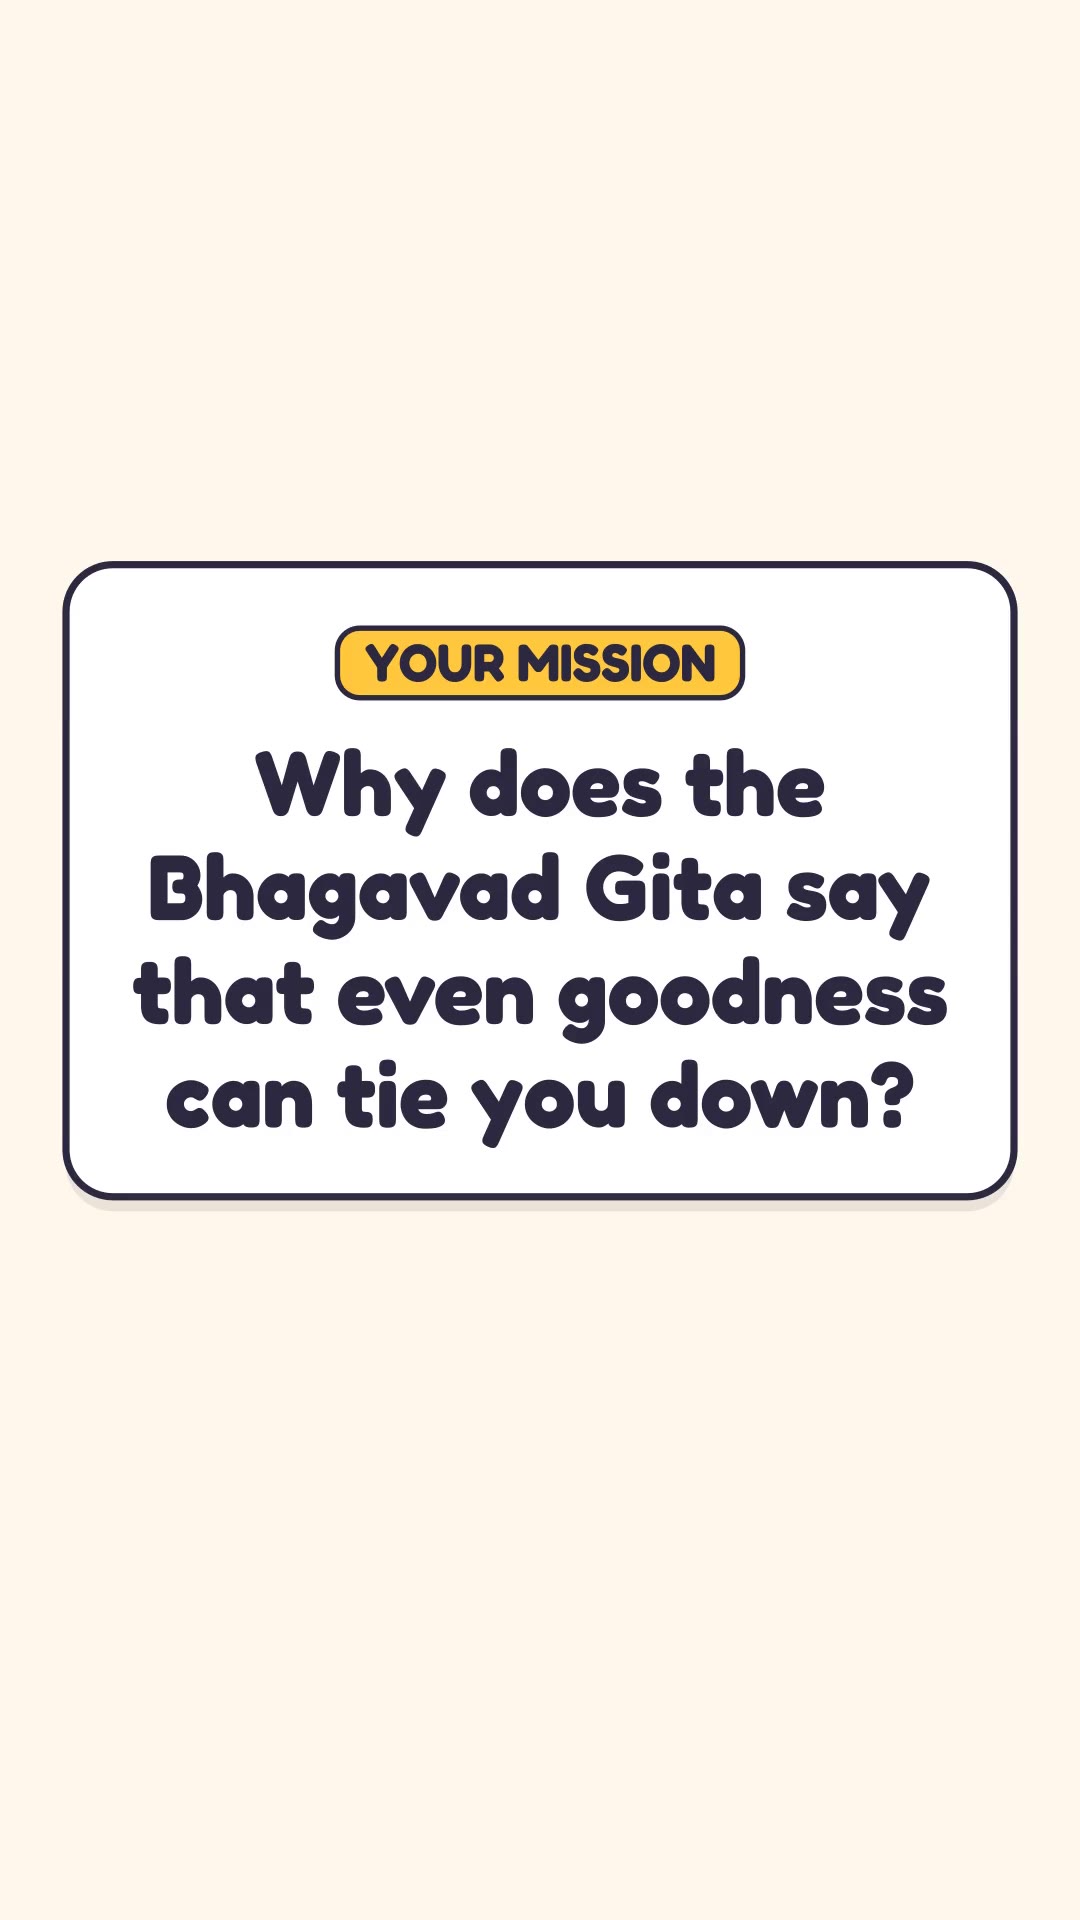 YOUR MISSION
Why does the
Bhagavad Gita say
that even goodness
can tie you down?